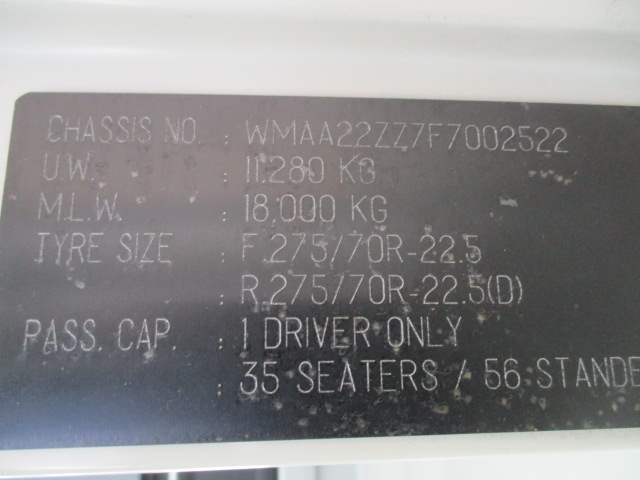 CHASSIS NO. : WMAA22ZZ7F7002522
U.W. : 11,280 KG
M.L.W. : 18,000 KG
TYRE SIZE : F.275/70R-22.5
R.275/70R-22.5(D)
PASS. CAP. : 1 DRIVER ONLY
: 35 SEATERS / 56 STANDE